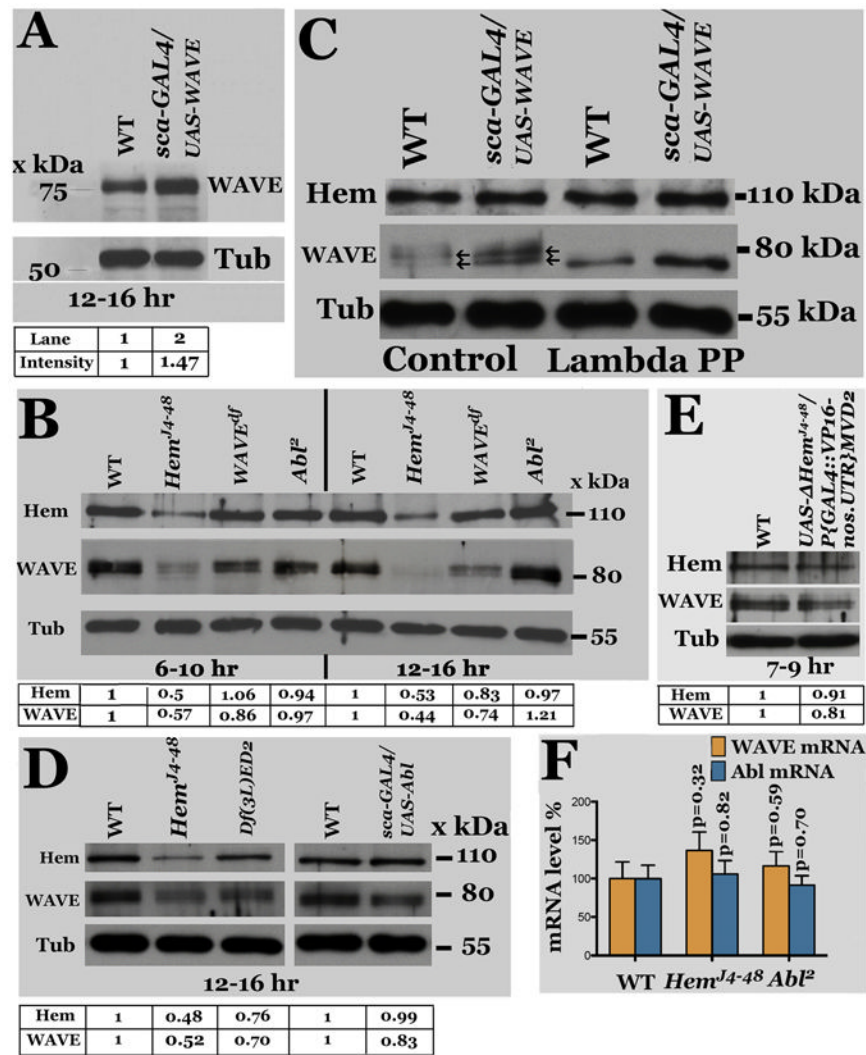 A
WT
sca-GAL4/
UAS-WAVE
x kDa
75
WAVE
50
Tub
12-16 hr
Lane 1 2
Intensity 1 1.47
C
WT
sca-GAL4/
UAS-WAVE
WT
sca-GAL4/
UAS-WAVE
Hem 110 kDa
WAVE 80 kDa
Tub 55 kDa
Control Lambda PP
B
WT
Hem^J4-48
WAVE^df
Abl²
WT
Hem^J4-48
WAVE^df
Abl²
x kDa
Hem 110
WAVE 80
Tub 55
6-10 hr 12-16 hr
Hem 1 0.5 1.06 0.94 1 0.53 0.83 0.97
WAVE 1 0.57 0.86 0.97 1 0.44 0.74 1.21
E
WT
UAS-ΔHem^J4-48/
P{GAL4::VP16-
nos.UTR}MVD2
Hem
WAVE
Tub
7-9 hr
Hem 1 0.91
WAVE 1 0.81
D
WT
Hem^J4-48
Df(3L)ED2
WT
sca-GAL4/
UAS-Abl
x kDa
Hem 110
WAVE 80
Tub 55
12-16 hr
Hem 1 0.48 0.76 1 0.99
WAVE 1 0.52 0.70 1 0.83
F
WAVE mRNA
Abl mRNA
mRNA level %
200
150
100
50
0
p=0.32
p=0.82
p=0.59
p=0.70
WT Hem^J4-48 Abl²